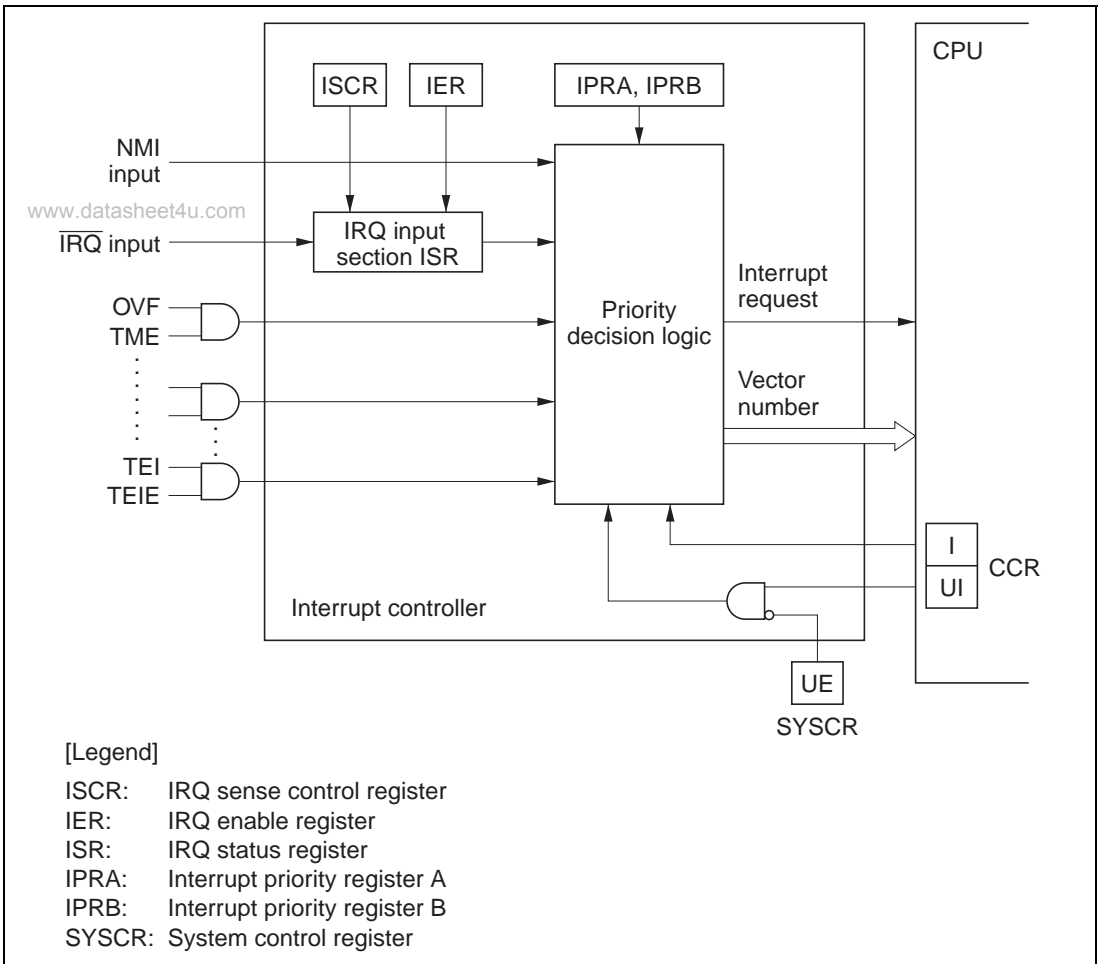 CPU
ISCR
IER
IPRA, IPRB
NMI
input
www.datasheet4u.com
IRQ input
IRQ input
section ISR
OVF
TME
Priority
decision logic
Interrupt
request
Vector
number
TEI
TEIE
I
UI
CCR
Interrupt controller
UE
SYSCR
[Legend]
ISCR: IRQ sense control register
IER: IRQ enable register
ISR: IRQ status register
IPRA: Interrupt priority register A
IPRB: Interrupt priority register B
SYSCR: System control register